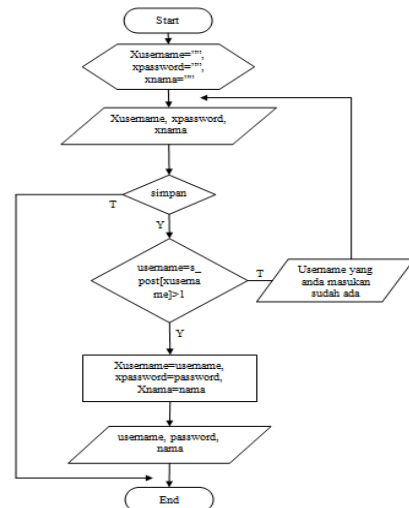 Start
Xusername="",
xpassword="",
xnama=""
Xusername, xpassword,
xnama
simpan
T
Y
username=s_
post[xuserna
me]>1
T
Username yang
anda masukan
sudah ada
Y
Xusername=username,
xpassword=password,
Xnama=nama
username, password,
nama
End